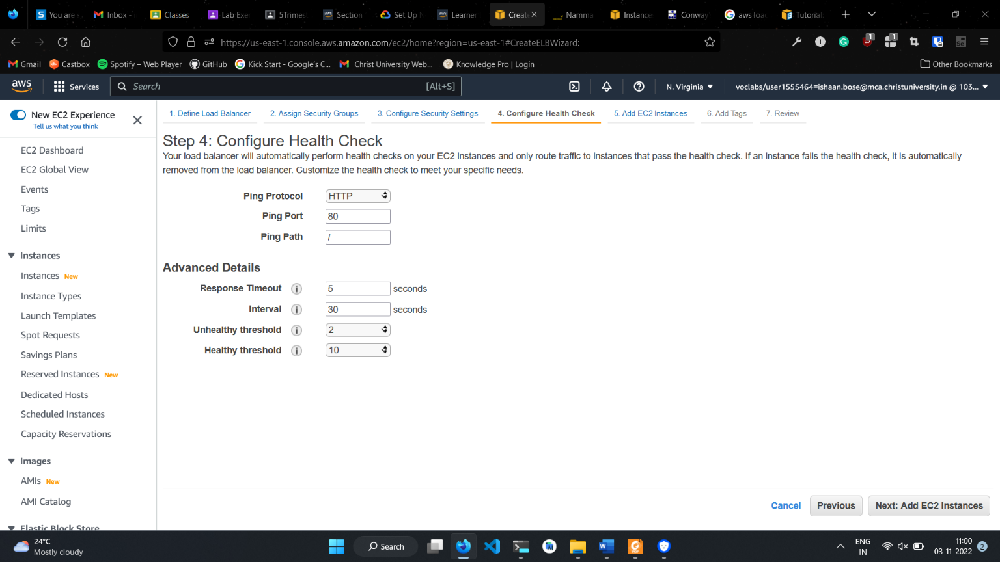 You are
Inbox -
Classes
Lab Exe
5Trimest
Section
Set Up
Learner
Create
Namma
Instance
Conway
aws loa
Tutorial
https://us-east-1.console.aws.amazon.com/ec2/home?region=us-east-1#CreateELBWizard:
1
1
Gmail
Castbox
Spotify – Web Player
GitHub
Kick Start - Google's C...
Christ University Web...
Knowledge Pro | Login
Other Bookmarks
aws
Services
Search
[Alt+S]
N. Virginia
voclabs/user1555464=ishaan.bose@mca.christuniversity.in @ 103...
New EC2 Experience
Tell us what you think
EC2 Dashboard
EC2 Global View
Events
Tags
Limits
Instances
Instances New
Instance Types
Launch Templates
Spot Requests
Savings Plans
Reserved Instances New
Dedicated Hosts
Scheduled Instances
Capacity Reservations
Images
AMIs New
AMI Catalog
Elastic Block Store
1. Define Load Balancer
2. Assign Security Groups
3. Configure Security Settings
4. Configure Health Check
5. Add EC2 Instances
6. Add Tags
7. Review
Step 4: Configure Health Check
Your load balancer will automatically perform health checks on your EC2 instances and only route traffic to instances that pass the health check. If an instance fails the health check, it is automatically
removed from the load balancer. Customize the health check to meet your specific needs.
Ping Protocol HTTP
Ping Port 80
Ping Path /
Advanced Details
Response Timeout 5 seconds
Interval 30 seconds
Unhealthy threshold 2
Healthy threshold 10
Cancel
Previous
Next: Add EC2 Instances
24°C
Mostly cloudy
Search
ENG
IN
11:00
03-11-2022
2